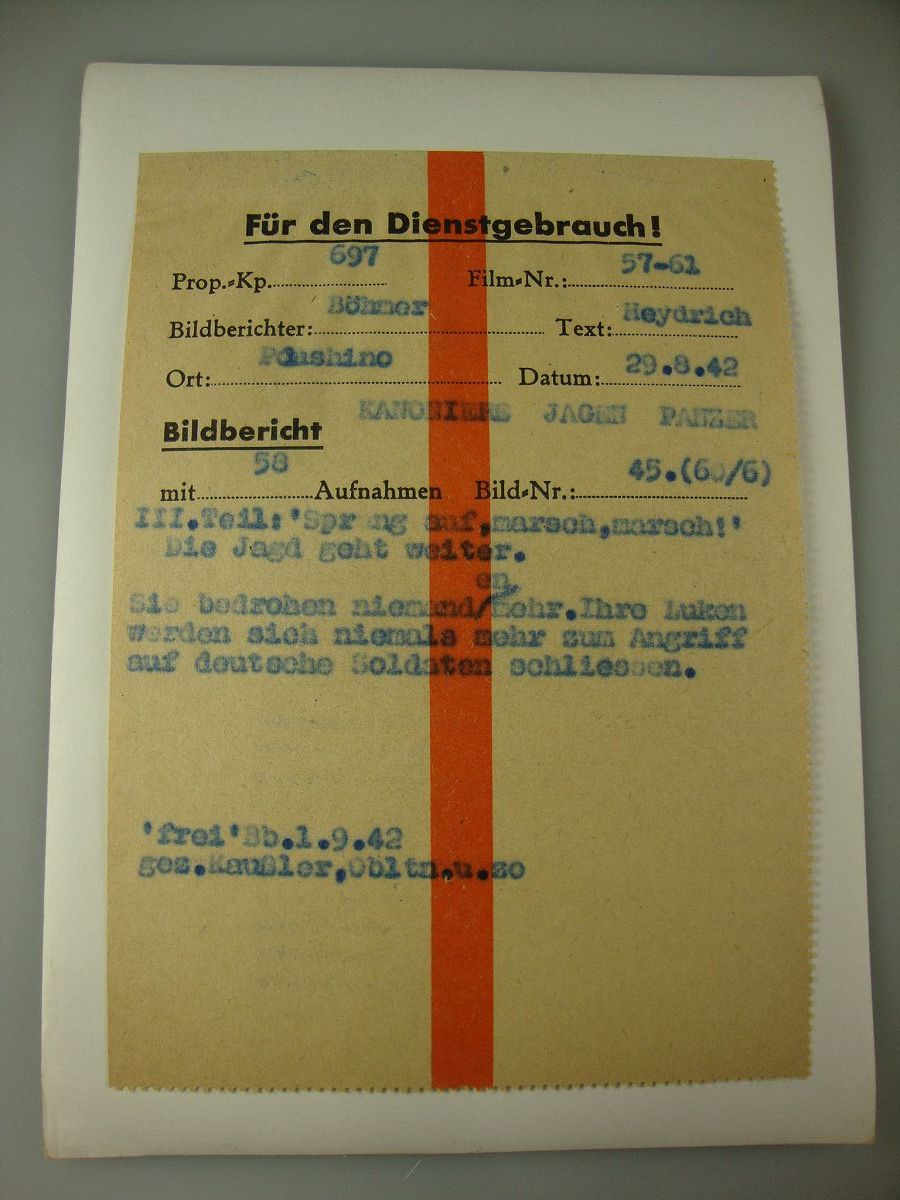 Für den Dienstgebrauch!
Prop.-Kp. 697 Film-Nr.: 57-61
Bildberichter: Böhmer Text: Heydrich
Ort: Datum: 29.8.42
KANONIERE JAGEN PANZER
Bildbericht
mit 58 Aufnahmen Bild-Nr.: 45.(60/6)
III.Teil:'Sprung auf,marsch,marsch!'
Die Jagd geht weiter.
en
Sie bedrohen niemand/mehr.Ihre Luken
werden sich niemals mehr zum Angriff
auf deutsche Soldaten schliessen.
'frei'Bb.1.9.42
gez.Kaußler,Obltn.u.zo